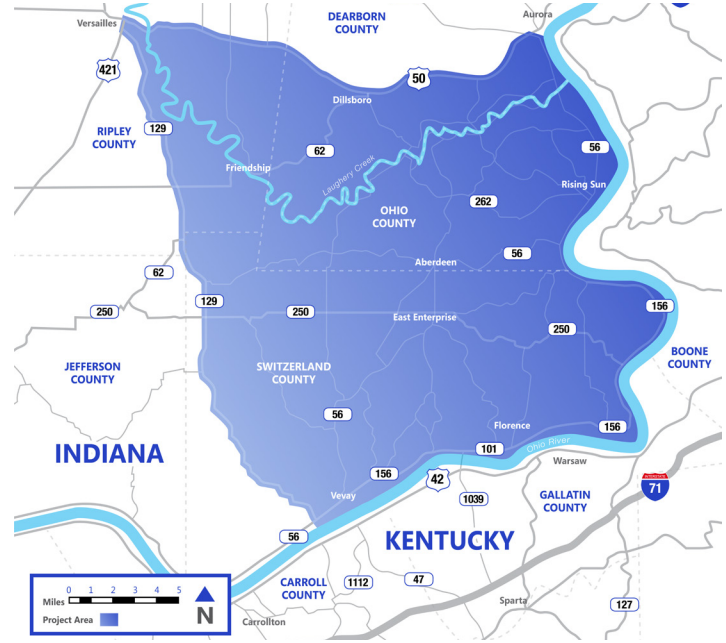 DEARBORN
COUNTY
Aurora
Versailles
50
421
Dillsboro
129
RIPLEY
COUNTY
62
56
Friendship
Laughery Creek
Rising Sun
262
OHIO
COUNTY
56
Aberdeen
62
129
156
250
250
East Enterprise
250
BOONE
COUNTY
JEFFERSON
COUNTY
SWITZERLAND
COUNTY
56
Florence
156
INDIANA
Ohio River
101
Warsaw
156
42
INTERSTATE
71
Vevay
1039
GALLATIN
COUNTY
56
KENTUCKY
CARROLL
COUNTY
1112
47
0 1 2 3 4 5
Miles
N
Project Area
Sparta
127
Carrollton